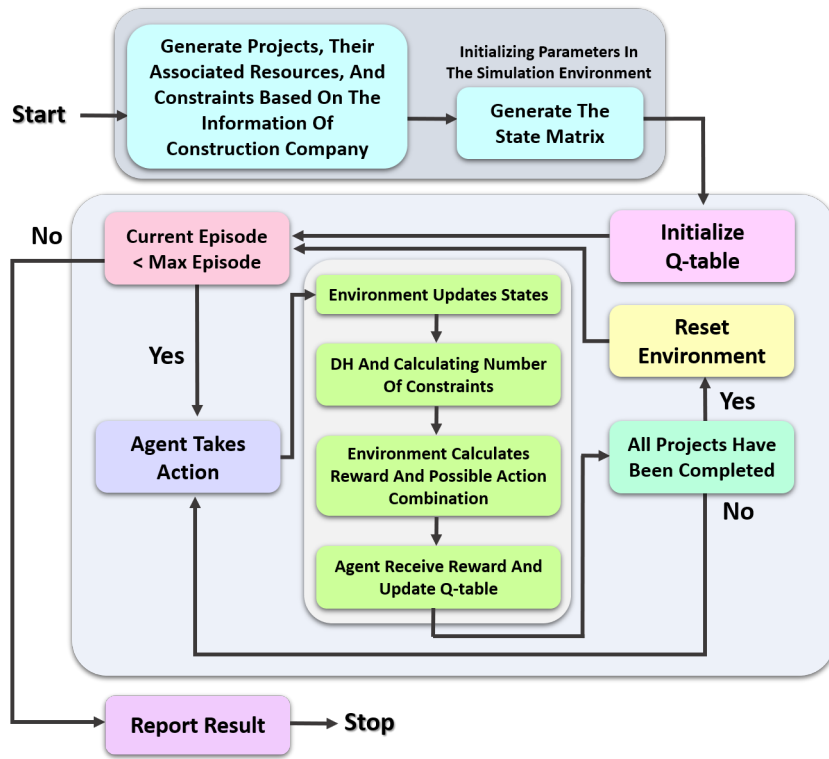 Generate Projects, Their
Associated Resources, And
Constraints Based On The
Information Of
Construction Company
Initializing Parameters In
The Simulation Environment
Start
Generate The
State Matrix
No
Current Episode
< Max Episode
Initialize
Q-table
Environment Updates States
Reset
Environment
Yes
DH And Calculating Number
Of Constraints
Yes
Agent Takes
Action
Environment Calculates
Reward And Possible Action
Combination
All Projects Have
Been Completed
No
Agent Receive Reward And
Update Q-table
Report Result
Stop